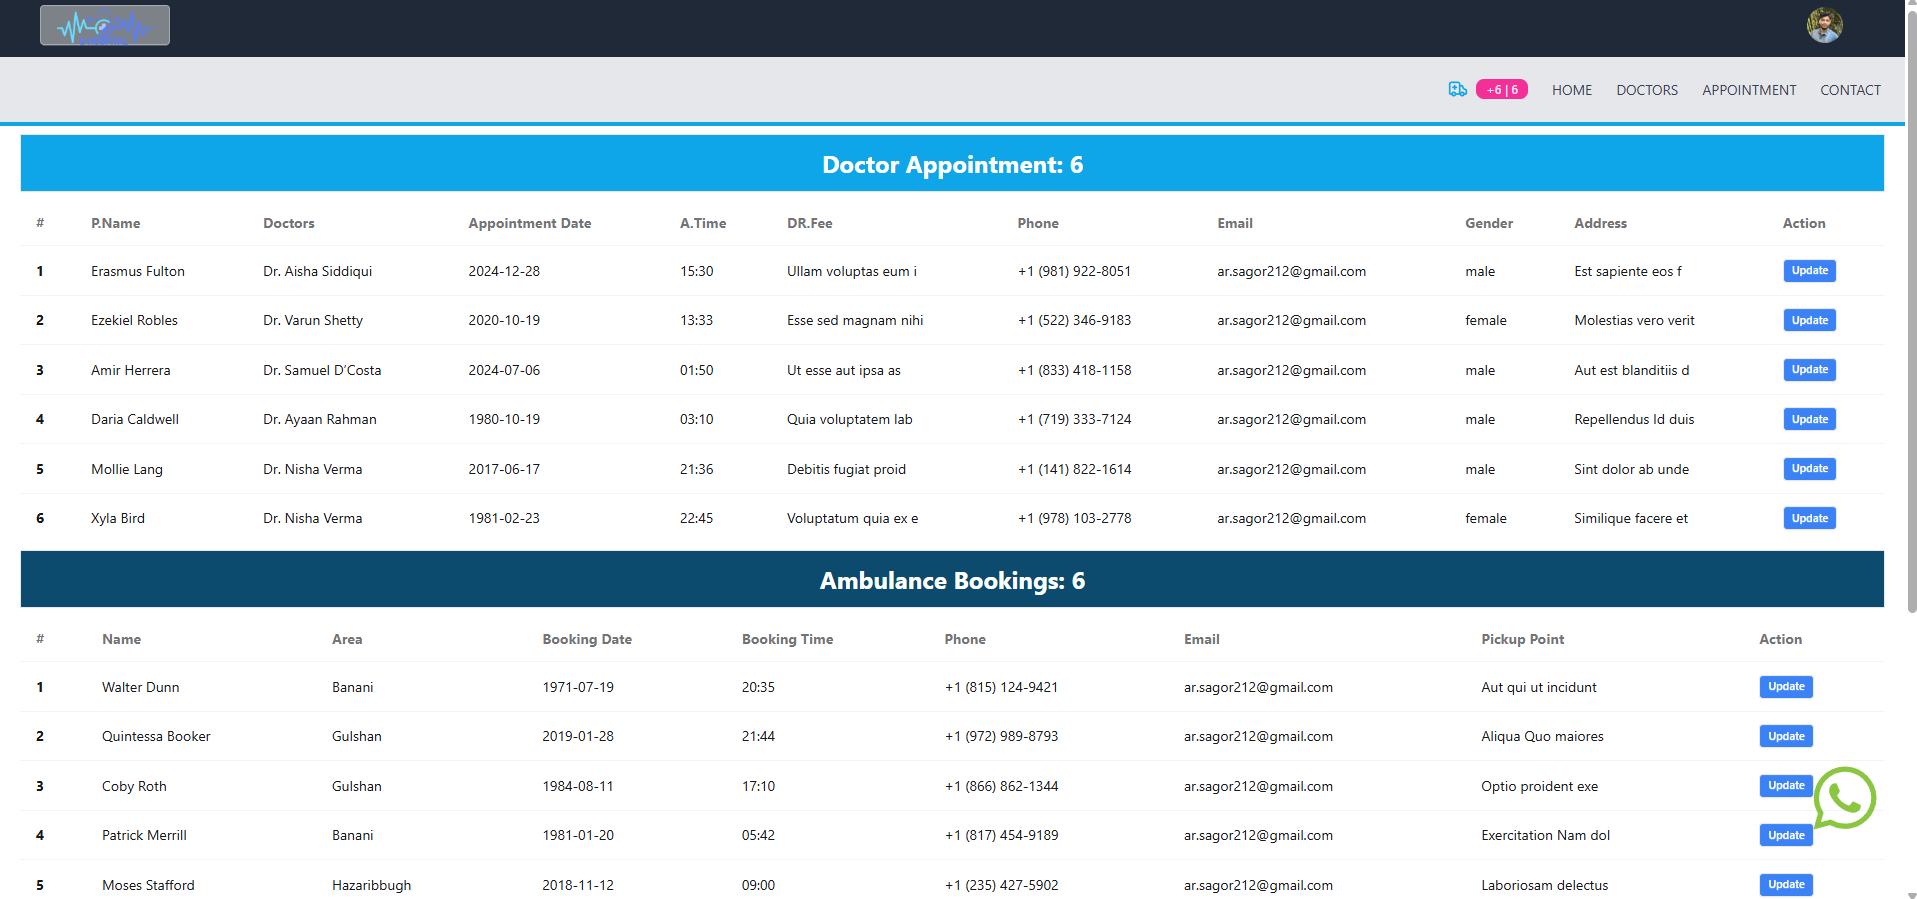 +6 | 6 HOME DOCTORS APPOINTMENT CONTACT
Doctor Appointment: 6
# P.Name Doctors Appointment Date A.Time DR.Fee Phone Email Gender Address Action
1 Erasmus Fulton Dr. Aisha Siddiqui 2024-12-28 15:30 Ullam voluptas eum i +1 (981) 922-8051 ar.sagor212@gmail.com male Est sapiente eos f Update
2 Ezekiel Robles Dr. Varun Shetty 2020-10-19 13:33 Esse sed magnam nihi +1 (522) 346-9183 ar.sagor212@gmail.com female Molestias vero verit Update
3 Amir Herrera Dr. Samuel D’Costa 2024-07-06 01:50 Ut esse aut ipsa as +1 (833) 418-1158 ar.sagor212@gmail.com male Aut est blanditiis d Update
4 Daria Caldwell Dr. Ayaan Rahman 1980-10-19 03:10 Quia voluptatem lab +1 (719) 333-7124 ar.sagor212@gmail.com male Repellendus Id duis Update
5 Mollie Lang Dr. Nisha Verma 2017-06-17 21:36 Debitis fugiat proid +1 (141) 822-1614 ar.sagor212@gmail.com male Sint dolor ab unde Update
6 Xyla Bird Dr. Nisha Verma 1981-02-23 22:45 Voluptatum quia ex e +1 (978) 103-2778 ar.sagor212@gmail.com female Similique facere et Update
Ambulance Bookings: 6
# Name Area Booking Date Booking Time Phone Email Pickup Point Action
1 Walter Dunn Banani 1971-07-19 20:35 +1 (815) 124-9421 ar.sagor212@gmail.com Aut qui ut incidunt Update
2 Quintessa Booker Gulshan 2019-01-28 21:44 +1 (972) 989-8793 ar.sagor212@gmail.com Aliqua Quo maiores Update
3 Coby Roth Gulshan 1984-08-11 17:10 +1 (866) 862-1344 ar.sagor212@gmail.com Optio proident exe Update
4 Patrick Merrill Banani 1981-01-20 05:42 +1 (817) 454-9189 ar.sagor212@gmail.com Exercitation Nam dol Update
5 Moses Stafford Hazaribbugh 2018-11-12 09:00 +1 (235) 427-5902 ar.sagor212@gmail.com Laboriosam delectus Update